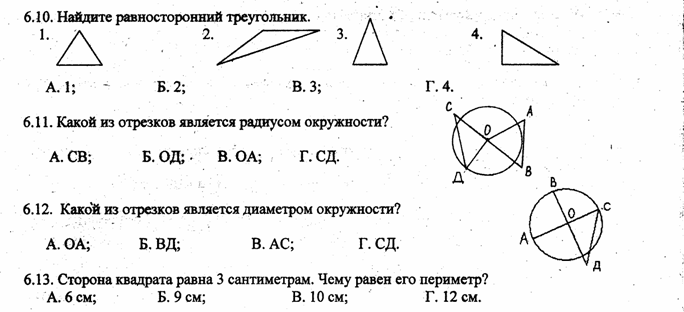 6.10. Найдите равносторонний треугольник.
1. 2. 3. 4.
А. 1; Б. 2; В. 3; Г. 4.
6.11. Какой из отрезков является радиусом окружности?
С А
О
А. СВ; Б. ОД; В. ОА; Г. СД.
Д В
6.12. Какой из отрезков является диаметром окружности?
В
О С
А. ОА; Б. ВД; В. АС; Г. СД.
А
Д
6.13. Сторона квадрата равна 3 сантиметрам. Чему равен его периметр?
А. 6 см; Б. 9 см; В. 10 см; Г. 12 см.